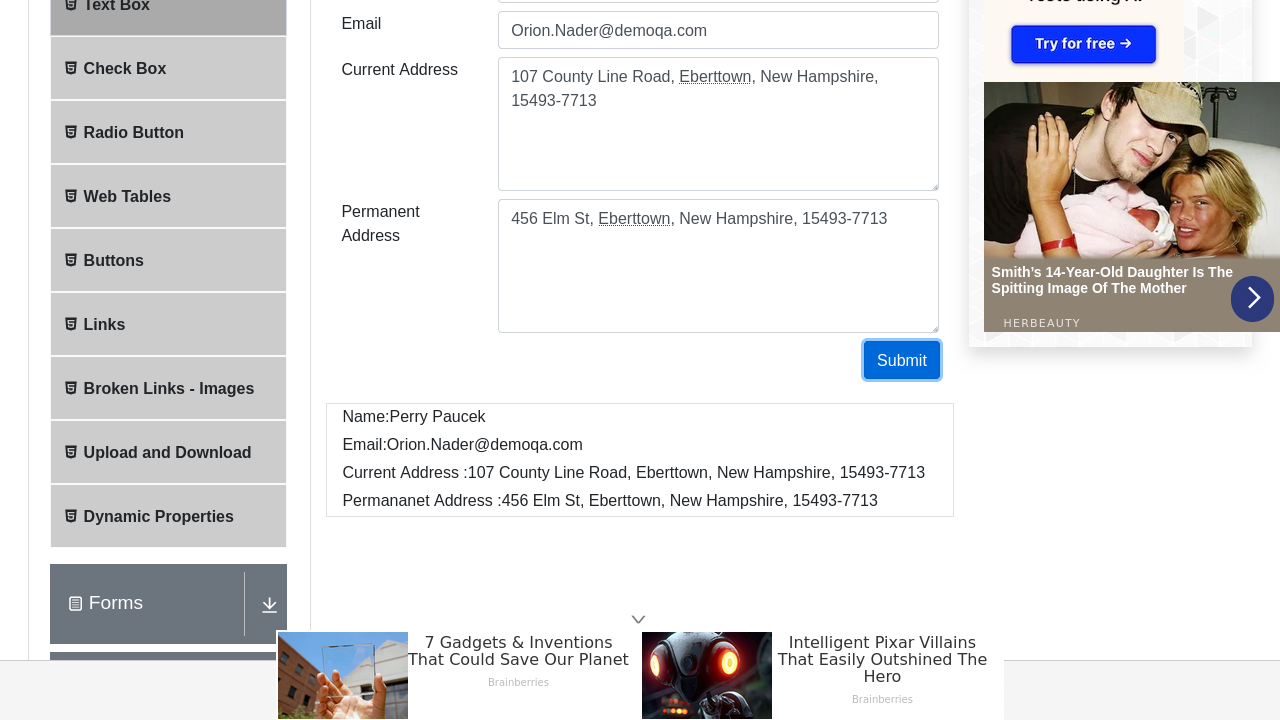 Text Box
Check Box
Radio Button
Web Tables
Buttons
Links
Broken Links - Images
Upload and Download
Dynamic Properties
Forms
Email
Orion.Nader@demoqa.com
Current Address
107 County Line Road, Eberttown, New Hampshire,
15493-7713
Permanent
Address
456 Elm St, Eberttown, New Hampshire, 15493-7713
Submit
Name:Perry Paucek
Email:Orion.Nader@demoqa.com
Current Address :107 County Line Road, Eberttown, New Hampshire, 15493-7713
Permananet Address :456 Elm St, Eberttown, New Hampshire, 15493-7713
Try for free →
Smith’s 14-Year-Old Daughter Is The
Spitting Image Of The Mother
HERBEAUTY
7 Gadgets & Inventions
That Could Save Our Planet
Brainberries
Intelligent Pixar Villains
That Easily Outshined The
Hero
Brainberries